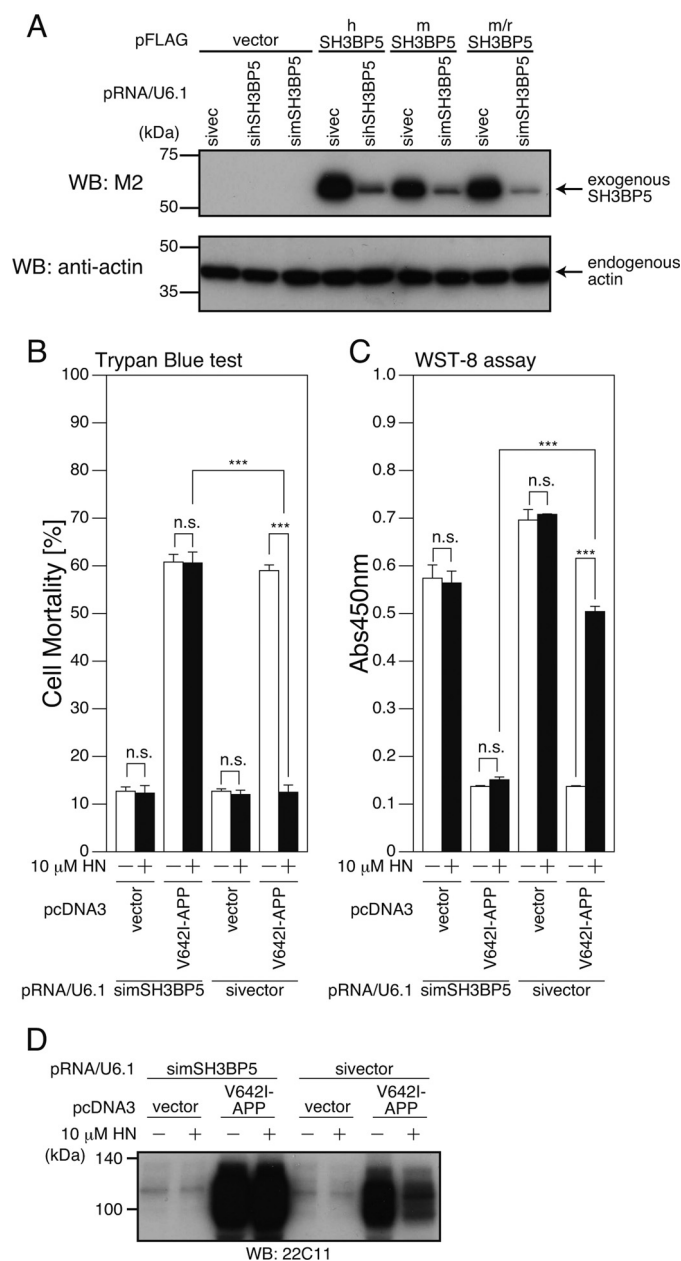 A
h m m/r
pFLAG vector SH3BP5 SH3BP5 SH3BP5
pRNA/U6.1 sivec sihSH3BP5 simSH3BP5 sivec sihSH3BP5 sivec simSH3BP5 sivec simSH3BP5
(kDa)
75
WB: M2 exogenous
SH3BP5
50
50
WB: anti-actin endogenous
actin
35
B Trypan Blue test
100
90
80
70
60
50
40
30
20
10
0
Cell Mortality [%]
n.s. n.s. n.s. ***
***
10 µM HN − + − + − + − +
pcDNA3 vector V642I-APP vector V642I-APP
pRNA/U6.1 simSH3BP5 sivector
C WST-8 assay
1.0
0.9
0.8
0.7
0.6
0.5
0.4
0.3
0.2
0.1
0
Abs450nm
n.s. n.s. n.s. ***
***
10 µM HN − + − + − + − +
pcDNA3 vector V642I-APP vector V642I-APP
pRNA/U6.1 simSH3BP5 sivector
D
pRNA/U6.1 simSH3BP5 sivector
V642I- V642I-
pcDNA3 vector APP vector APP
10 µM HN − + − + − + − +
(kDa)
140
100
WB: 22C11